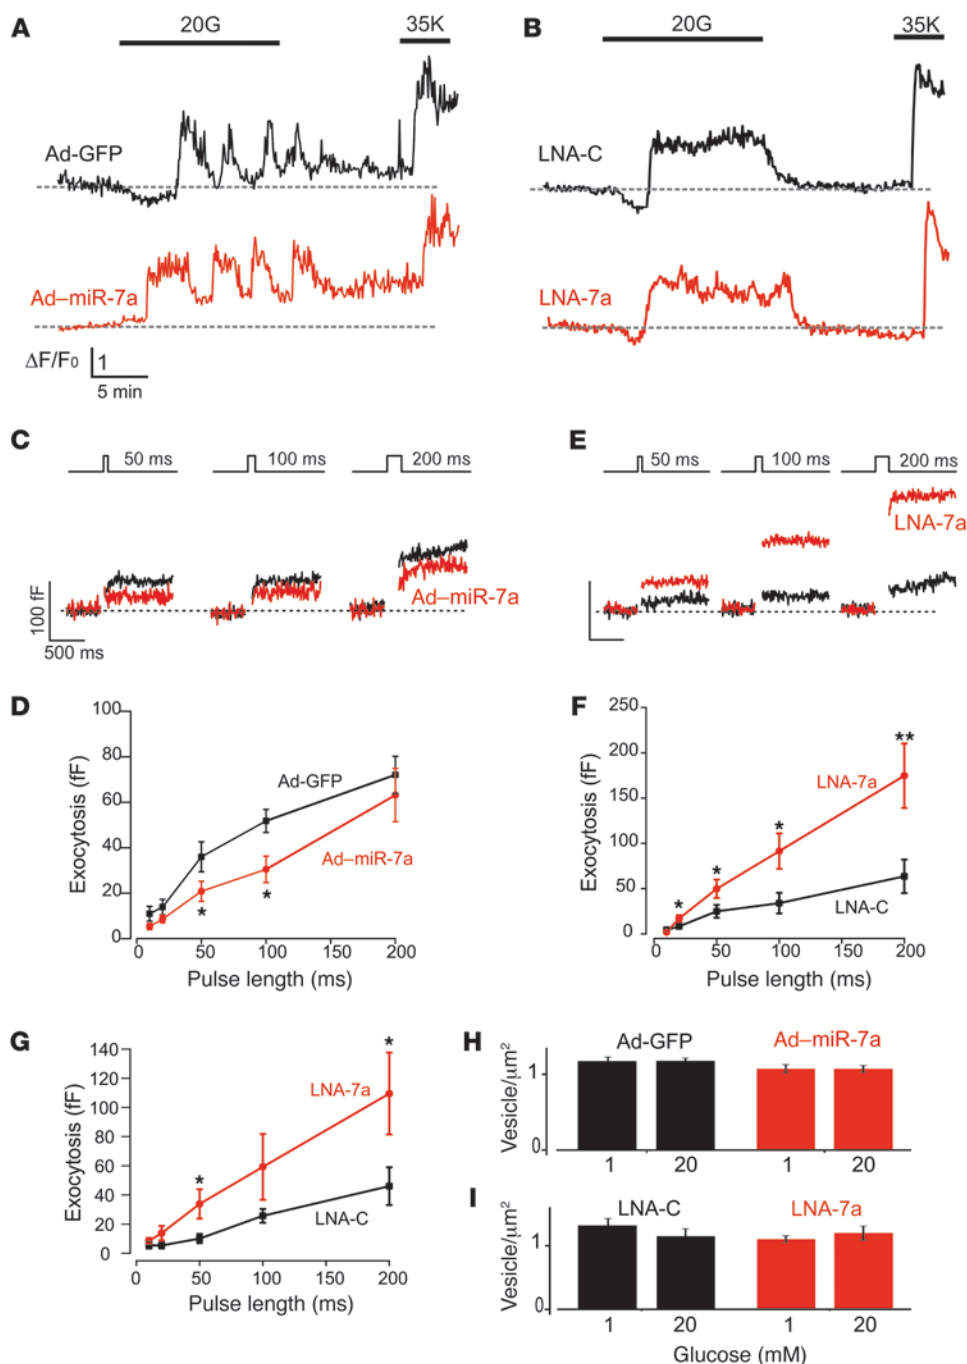 A
20G
35K
Ad-GFP
Ad–miR-7a
ΔF/F0
1
5 min
B
20G
35K
LNA-C
LNA-7a
C
50 ms
100 ms
200 ms
Ad–miR-7a
100 fF
500 ms
E
50 ms
100 ms
200 ms
LNA-7a
D
100
80
60
40
20
0
Exocytosis (fF)
Ad-GFP
Ad–miR-7a
*
*
0
50
100
150
200
Pulse length (ms)
F
250
200
150
100
50
0
Exocytosis (fF)
LNA-7a
LNA-C
*
*
*
**
0
50
100
150
200
Pulse length (ms)
G
140
120
100
80
60
40
20
0
Exocytosis (fF)
LNA-7a
LNA-C
*
*
0
50
100
150
200
Pulse length (ms)
H
Ad-GFP
Ad–miR-7a
Vesicle/μm²
1
0
1
20
1
20
I
LNA-C
LNA-7a
Vesicle/μm²
1
0
1
20
1
20
Glucose (mM)